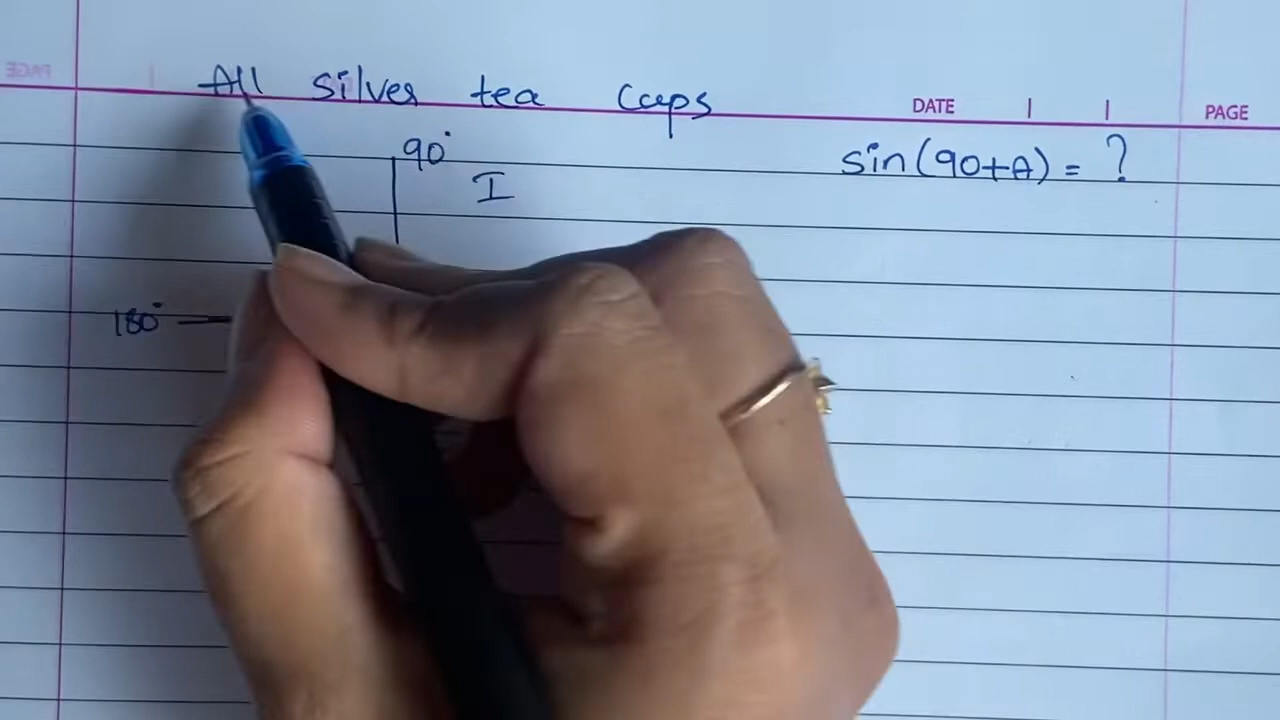 All silver tea cups
DATE
PAGE
90°
I
sin(90+A) = ?
180°